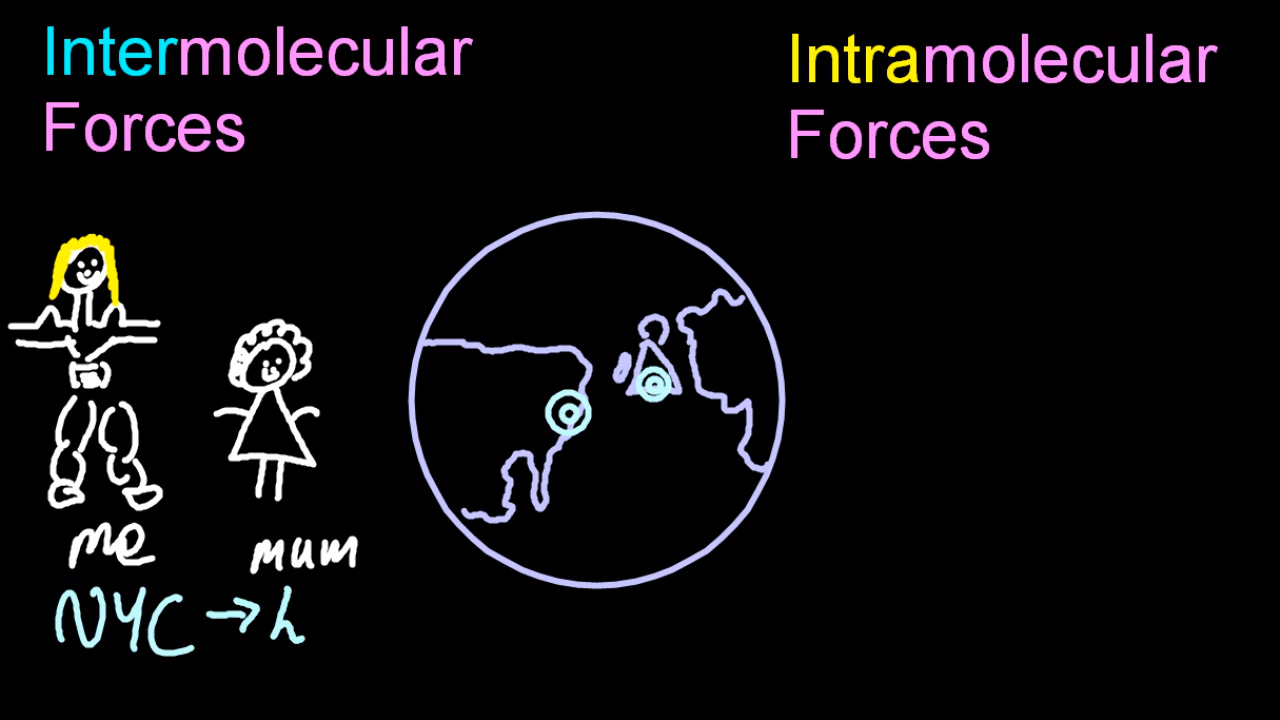 Intermolecular
Forces
Intramolecular
Forces
me
mum
NYC → h